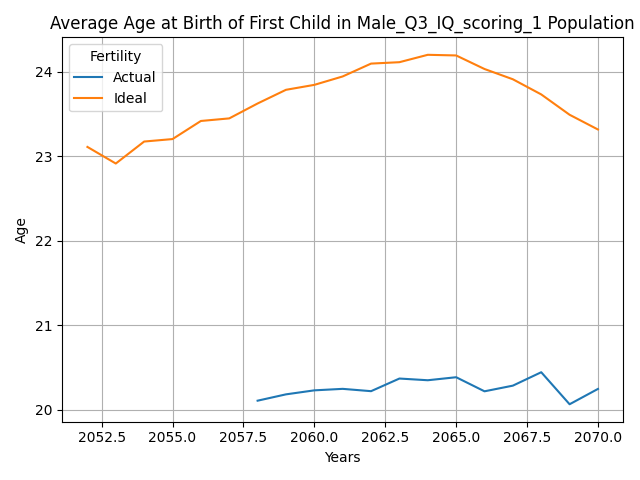 Average Age at Birth of First Child in Male_Q3_IQ_scoring_1 Population
Fertility
Actual
Ideal
24
23
22
21
20
Age
2052.5 2055.0 2057.5 2060.0 2062.5 2065.0 2067.5 2070.0
Years